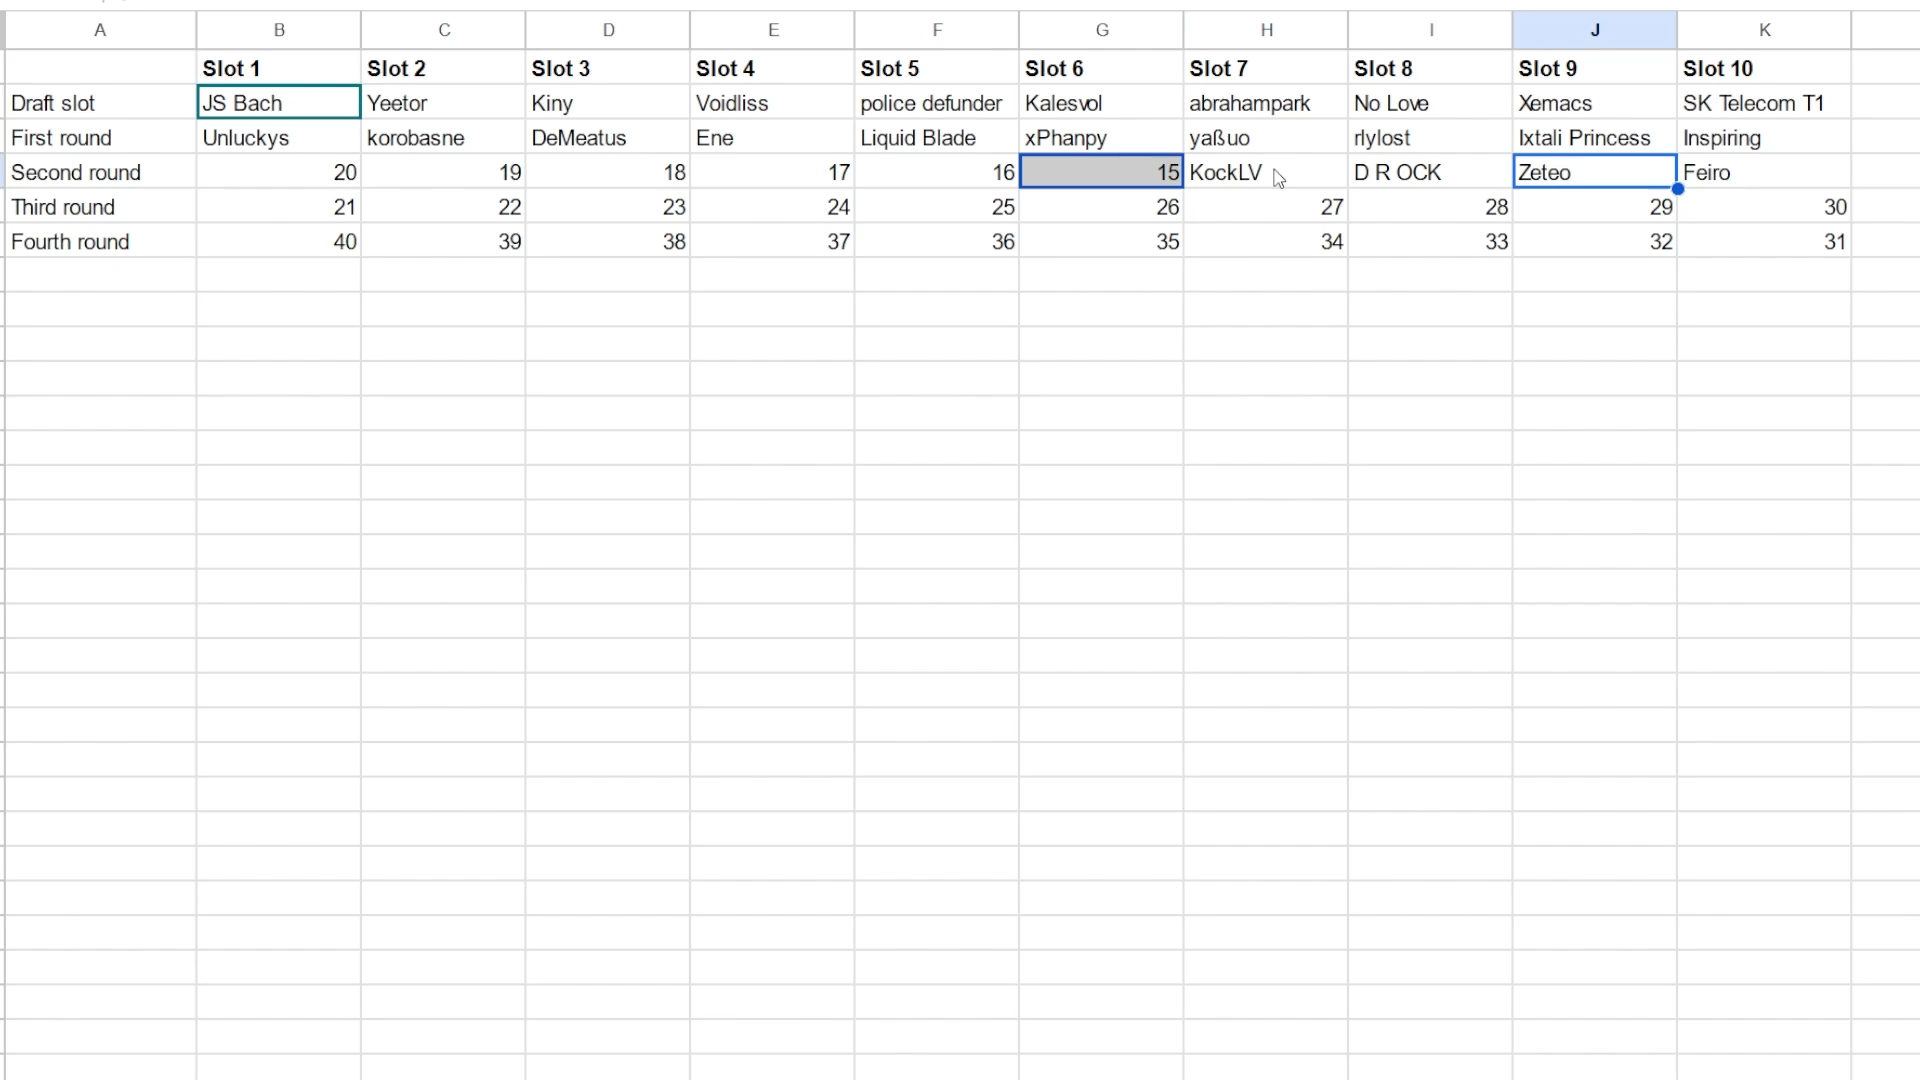 A B C D E F G H I J K
Slot 1 Slot 2 Slot 3 Slot 4 Slot 5 Slot 6 Slot 7 Slot 8 Slot 9 Slot 10
Draft slot JS Bach Yeetor Kiny Voidliss police defunder Kalesvol abrahampark No Love Xemacs SK Telecom T1
First round Unluckys korobasne DeMeatus Ene Liquid Blade xPhanpy yaßuo rlylost Ixtali Princess Inspiring
Second round 20 19 18 17 16 15 KockLV D R OCK Zeteo Feiro
Third round 21 22 23 24 25 26 27 28 29 30
Fourth round 40 39 38 37 36 35 34 33 32 31